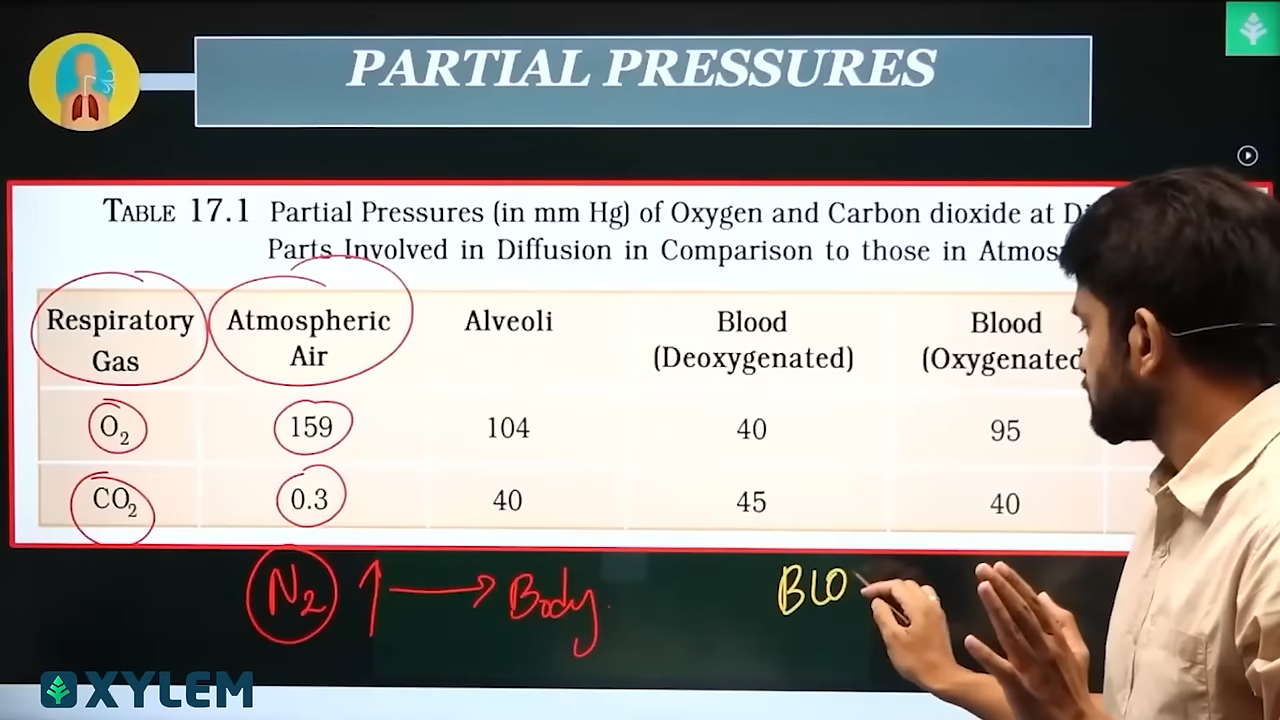 PARTIAL PRESSURES
TABLE 17.1 Partial Pressures (in mm Hg) of Oxygen and Carbon dioxide at
Parts Involved in Diffusion in Comparison to those in
Respiratory Gas Atmospheric Air Alveoli Blood (Deoxygenated) Blood (Oxygenated
O₂ 159 104 40 95
CO₂ 0.3 40 45 40
N₂ ↑ → Body
BLO
XYLEM